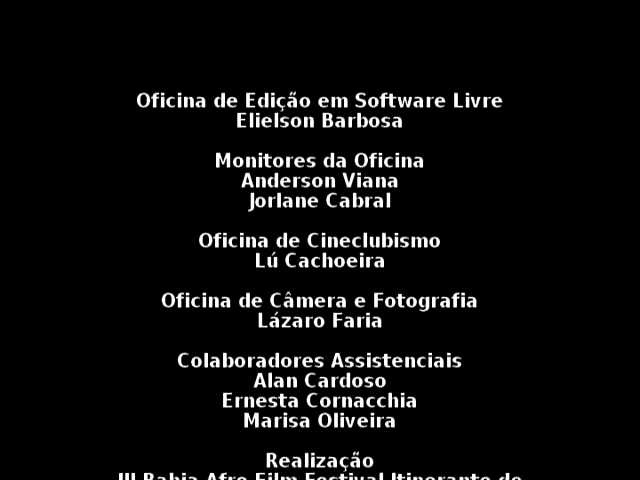 Oficina de Edição em Software Livre
Elielson Barbosa
Monitores da Oficina
Anderson Viana
Jorlane Cabral
Oficina de Cineclubismo
Lú Cachoeira
Oficina de Câmera e Fotografia
Lázaro Faria
Colaboradores Assistenciais
Alan Cardoso
Ernesta Cornacchia
Marisa Oliveira
Realização
III Bahia Afro Film Festival Itinerante de